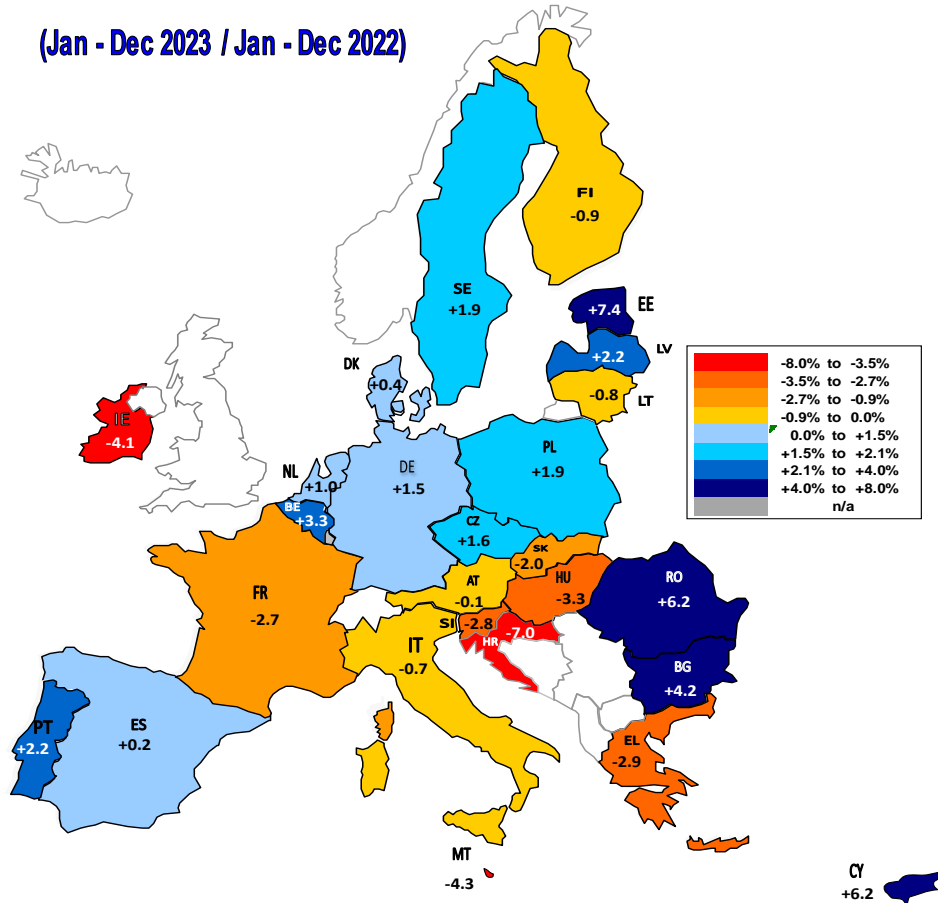 (Jan - Dec 2023 / Jan - Dec 2022)
FI
-0.9
SE
+1.9
EE
+7.4
LV
+2.2
LT
-0.8
DK
+0.4
IE
-4.1
-8.0% to -3.5%
-3.5% to -2.7%
-2.7% to -0.9%
-0.9% to 0.0%
0.0% to +1.5%
+1.5% to +2.1%
+2.1% to +4.0%
+4.0% to +8.0%
n/a
NL
+1.0
DE
+1.5
PL
+1.9
BE
+3.3
CZ
+1.6
SK
-2.0
FR
-2.7
AT
-0.1
HU
-3.3
RO
+6.2
SI
-2.8
HR
-7.0
IT
-0.7
BG
+4.2
PT
+2.2
ES
+0.2
EL
-2.9
MT
-4.3
CY
+6.2